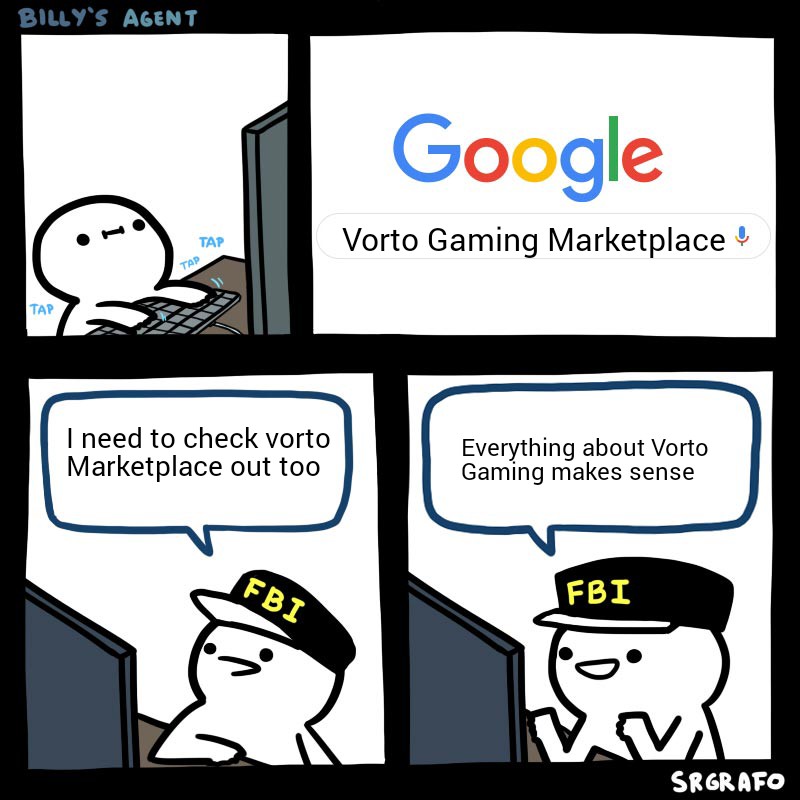 BILLY'S AGENT
TAP
TAP
TAP
Google
Vorto Gaming Marketplace
I need to check vorto
Marketplace out too
FBI
Everything about Vorto
Gaming makes sense
FBI
SRGRAFO